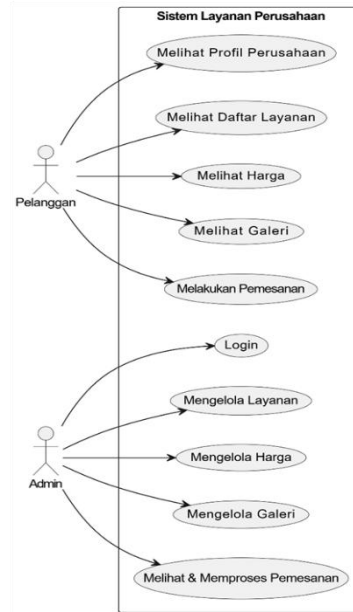 Sistem Layanan Perusahaan
Melihat Profil Perusahaan
Melihat Daftar Layanan
Melihat Harga
Pelanggan
Melihat Galeri
Melakukan Pemesanan
Login
Mengelola Layanan
Mengelola Harga
Admin
Mengelola Galeri
Melihat & Memproses Pemesanan